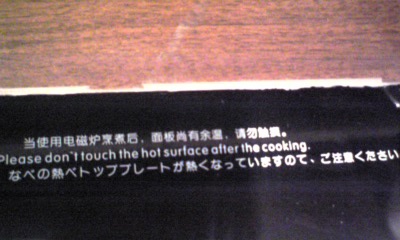 当使用电磁炉烹煮后，面板尚有余温，请勿触摸。
Please don't touch the hot surface after the cooking.
なべの熱べトッププレートが熱くなっていますので、ご注意ください